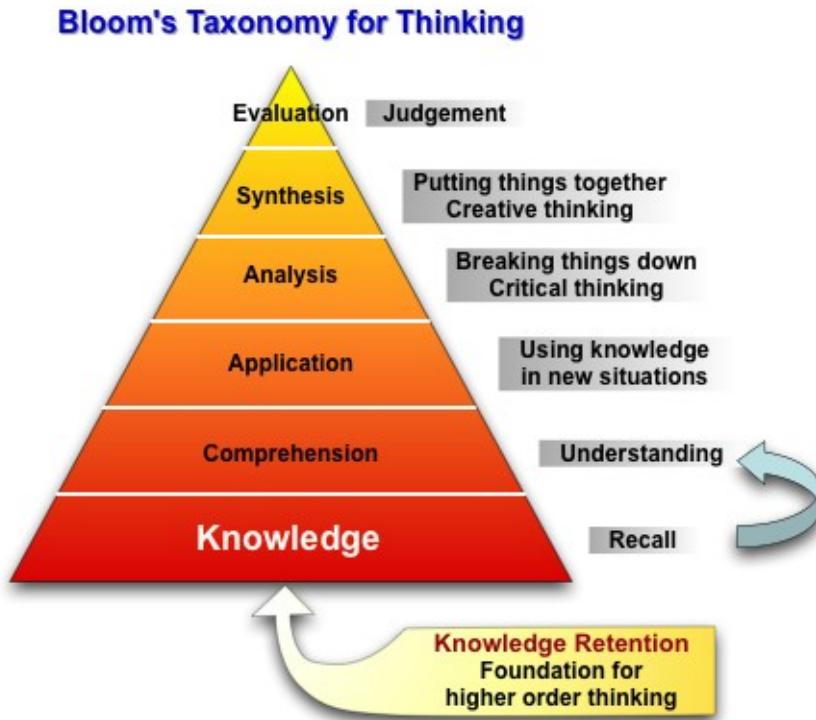 Bloom's Taxonomy for Thinking
Evaluation
Judgement
Synthesis
Putting things together
Creative thinking
Analysis
Breaking things down
Critical thinking
Application
Using knowledge
in new situations
Comprehension
Understanding
Knowledge
Recall
Knowledge Retention
Foundation for
higher order thinking